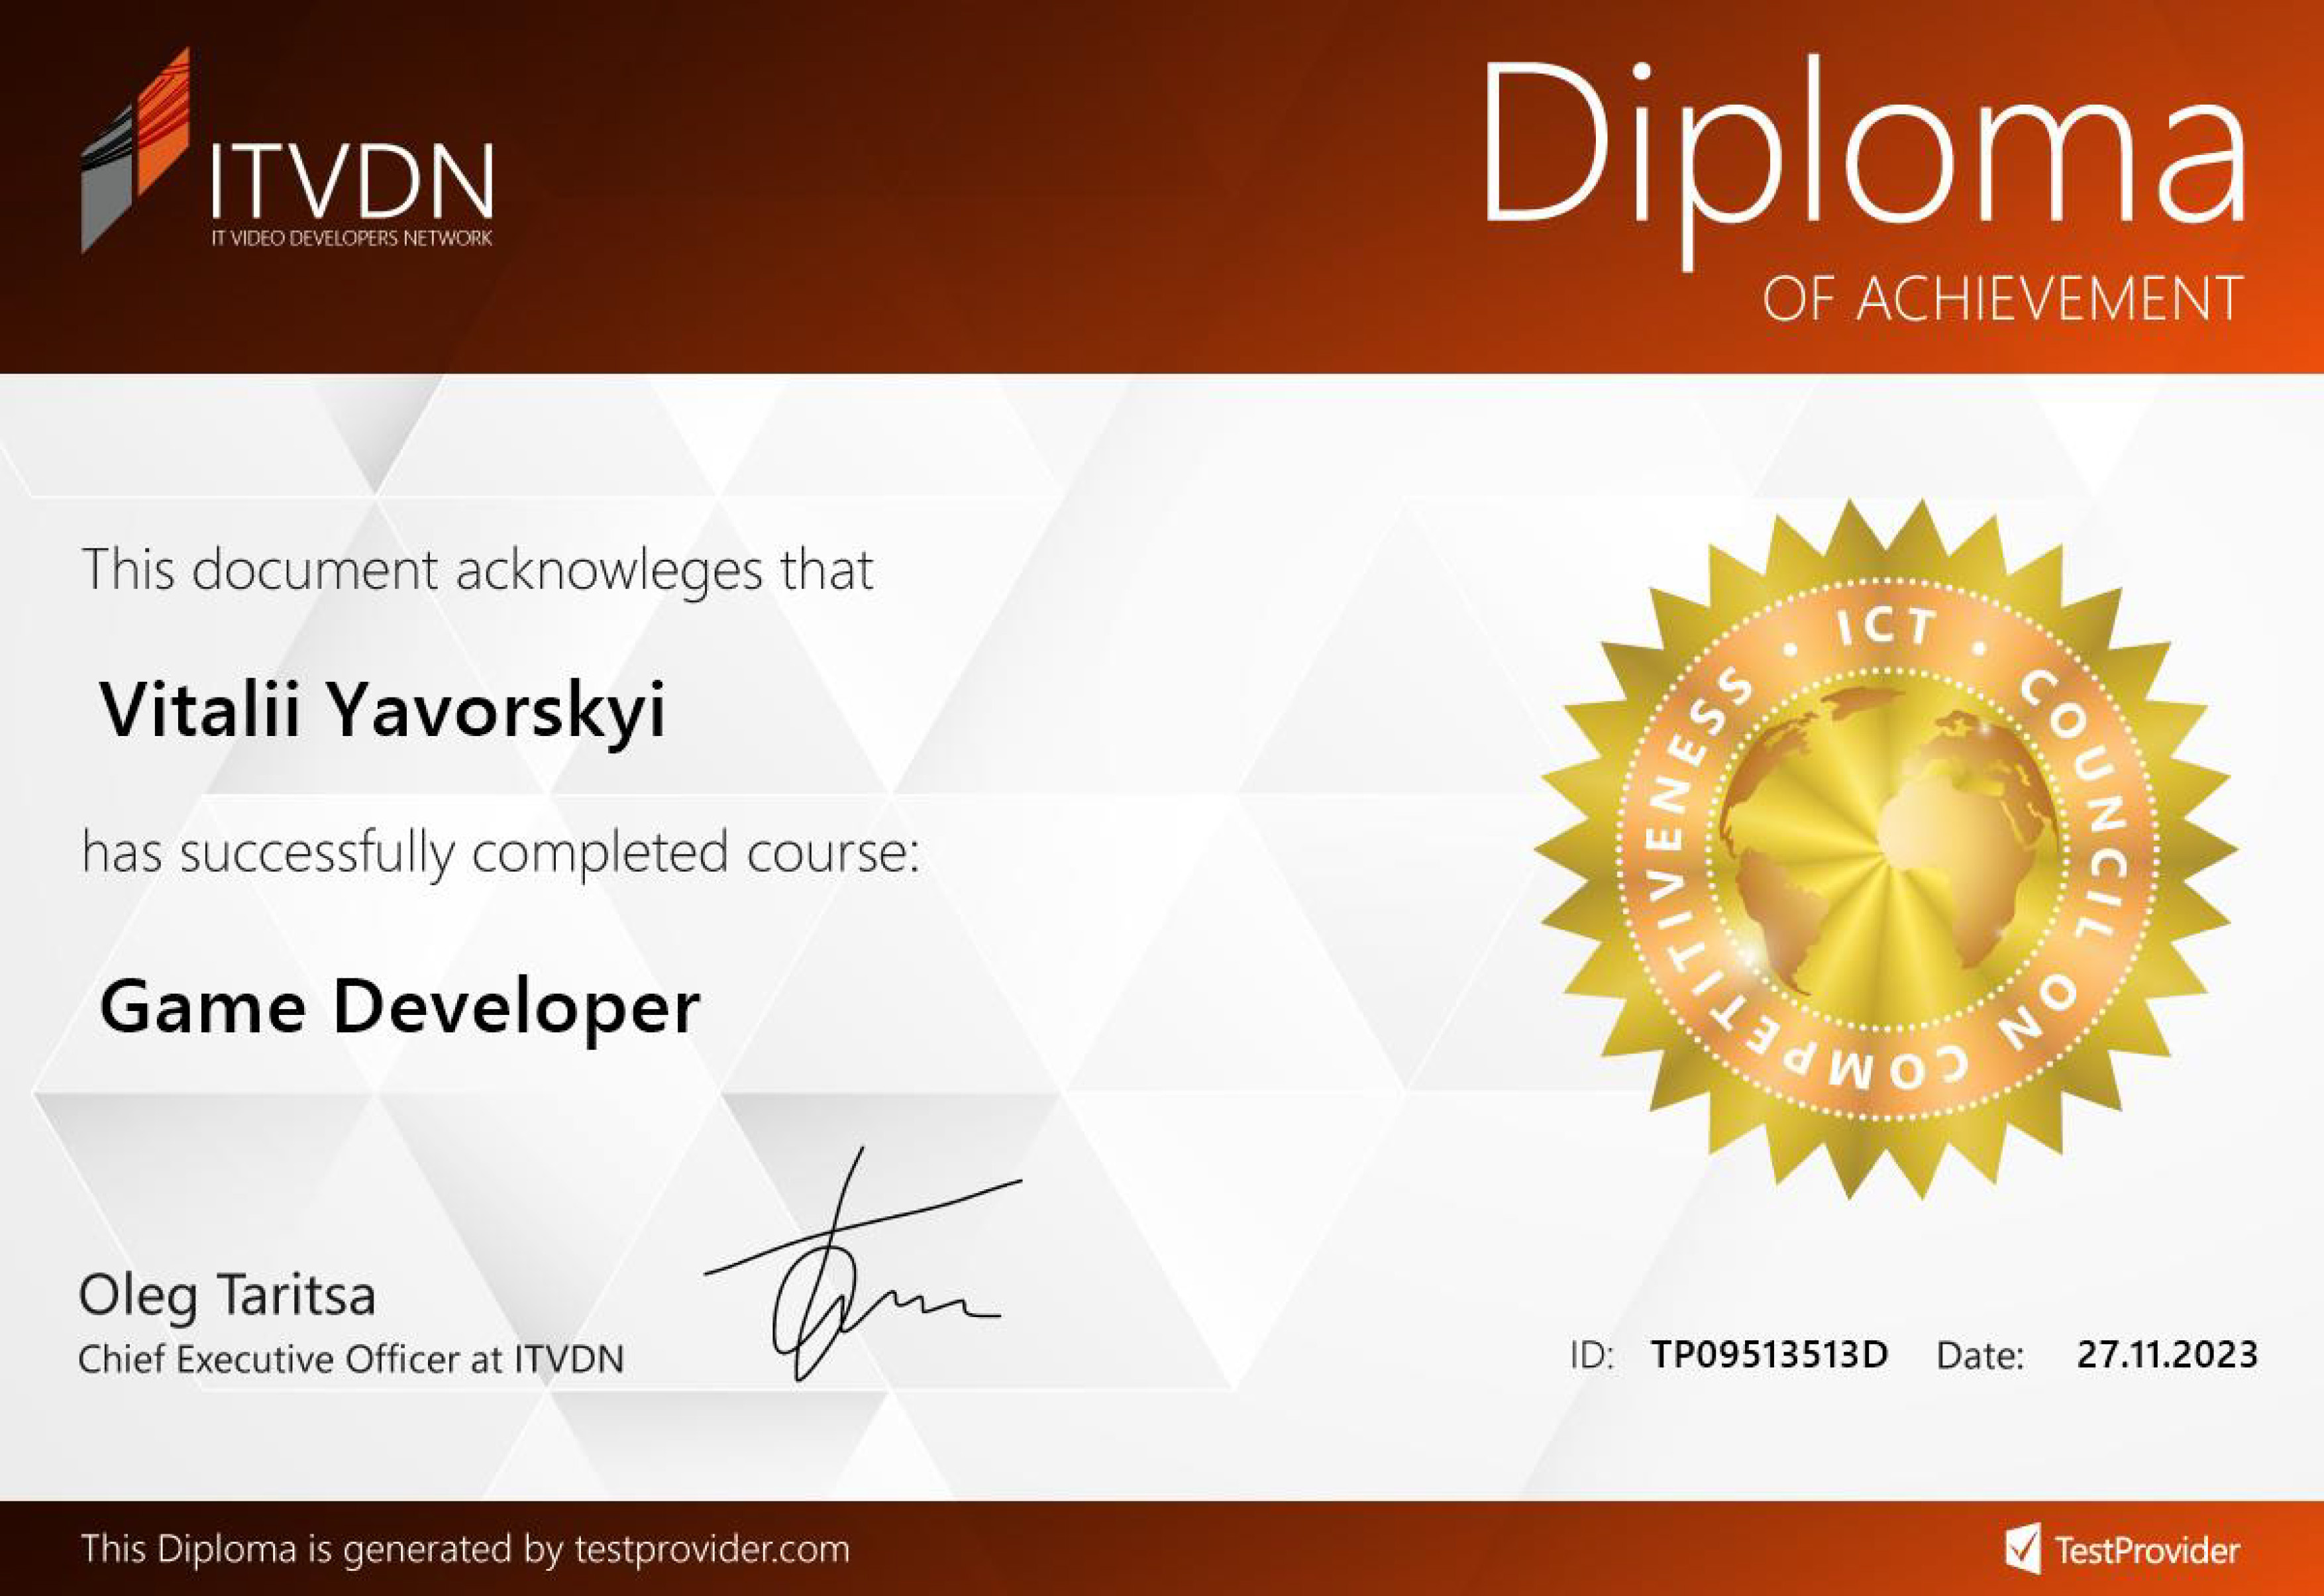 ITVDN
IT VIDEO DEVELOPERS NETWORK
Diploma
OF ACHIEVEMENT
This document acknowleges that
Vitalii Yavorskyi
has successfully completed course:
Game Developer
ICT • COUNCIL ON COMPETITIVENESS •
Oleg Taritsa
Chief Executive Officer at ITVDN
ID: TP09513513D Date: 27.11.2023
This Diploma is generated by testprovider.com
TestProvider